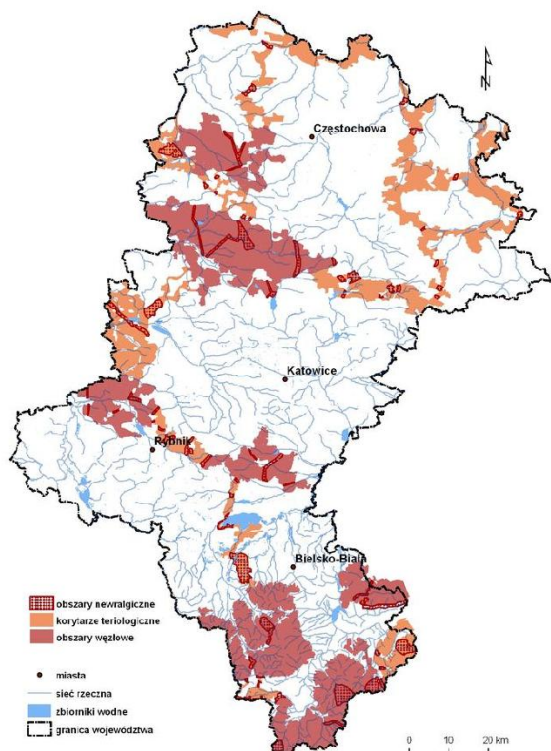 N
Częstochowa
Katowice
Rybnik
Bielsko-Biała
obszary newralgiczne
korytarze teriologiczne
obszary węzłowe
miasta
sieć rzeczna
zbiorniki wodne
granica województwa
0 10 20 km